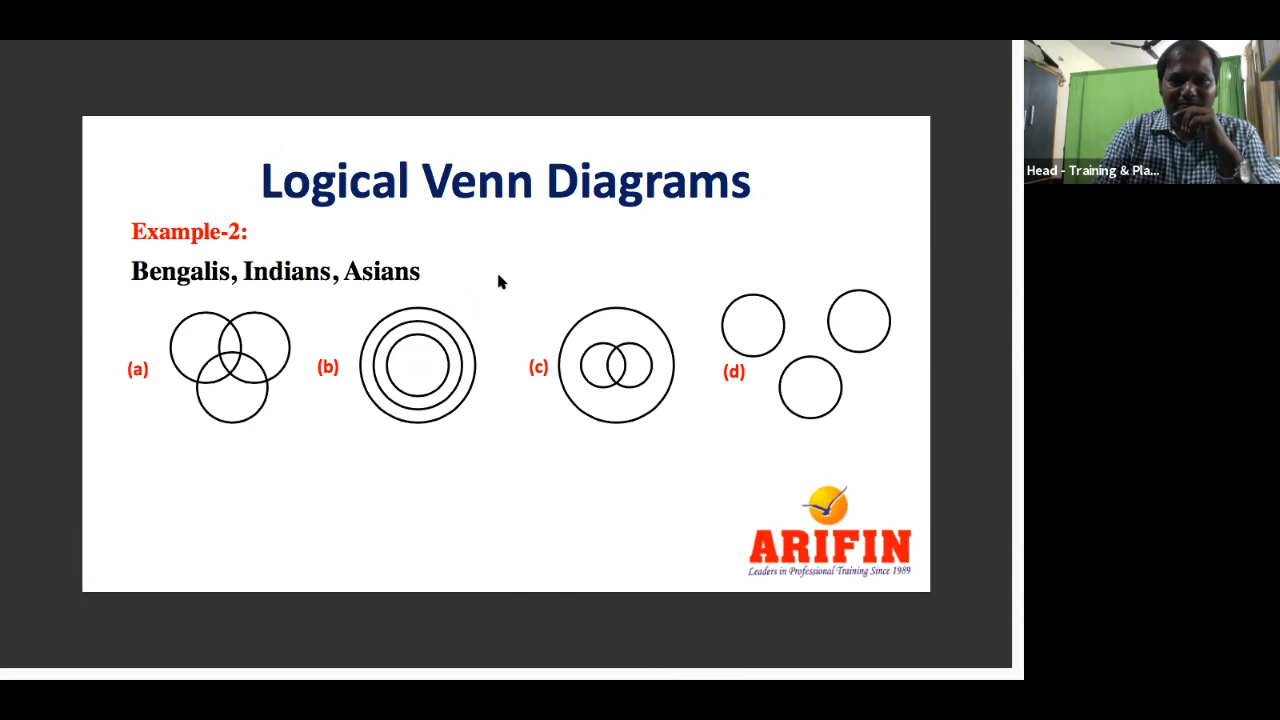 Logical Venn Diagrams
Example-2:
Bengalis, Indians, Asians
(a)
(b)
(c)
(d)
ARIFIN
Leaders in Professional Training Since 1989
Head - Training & Pla...